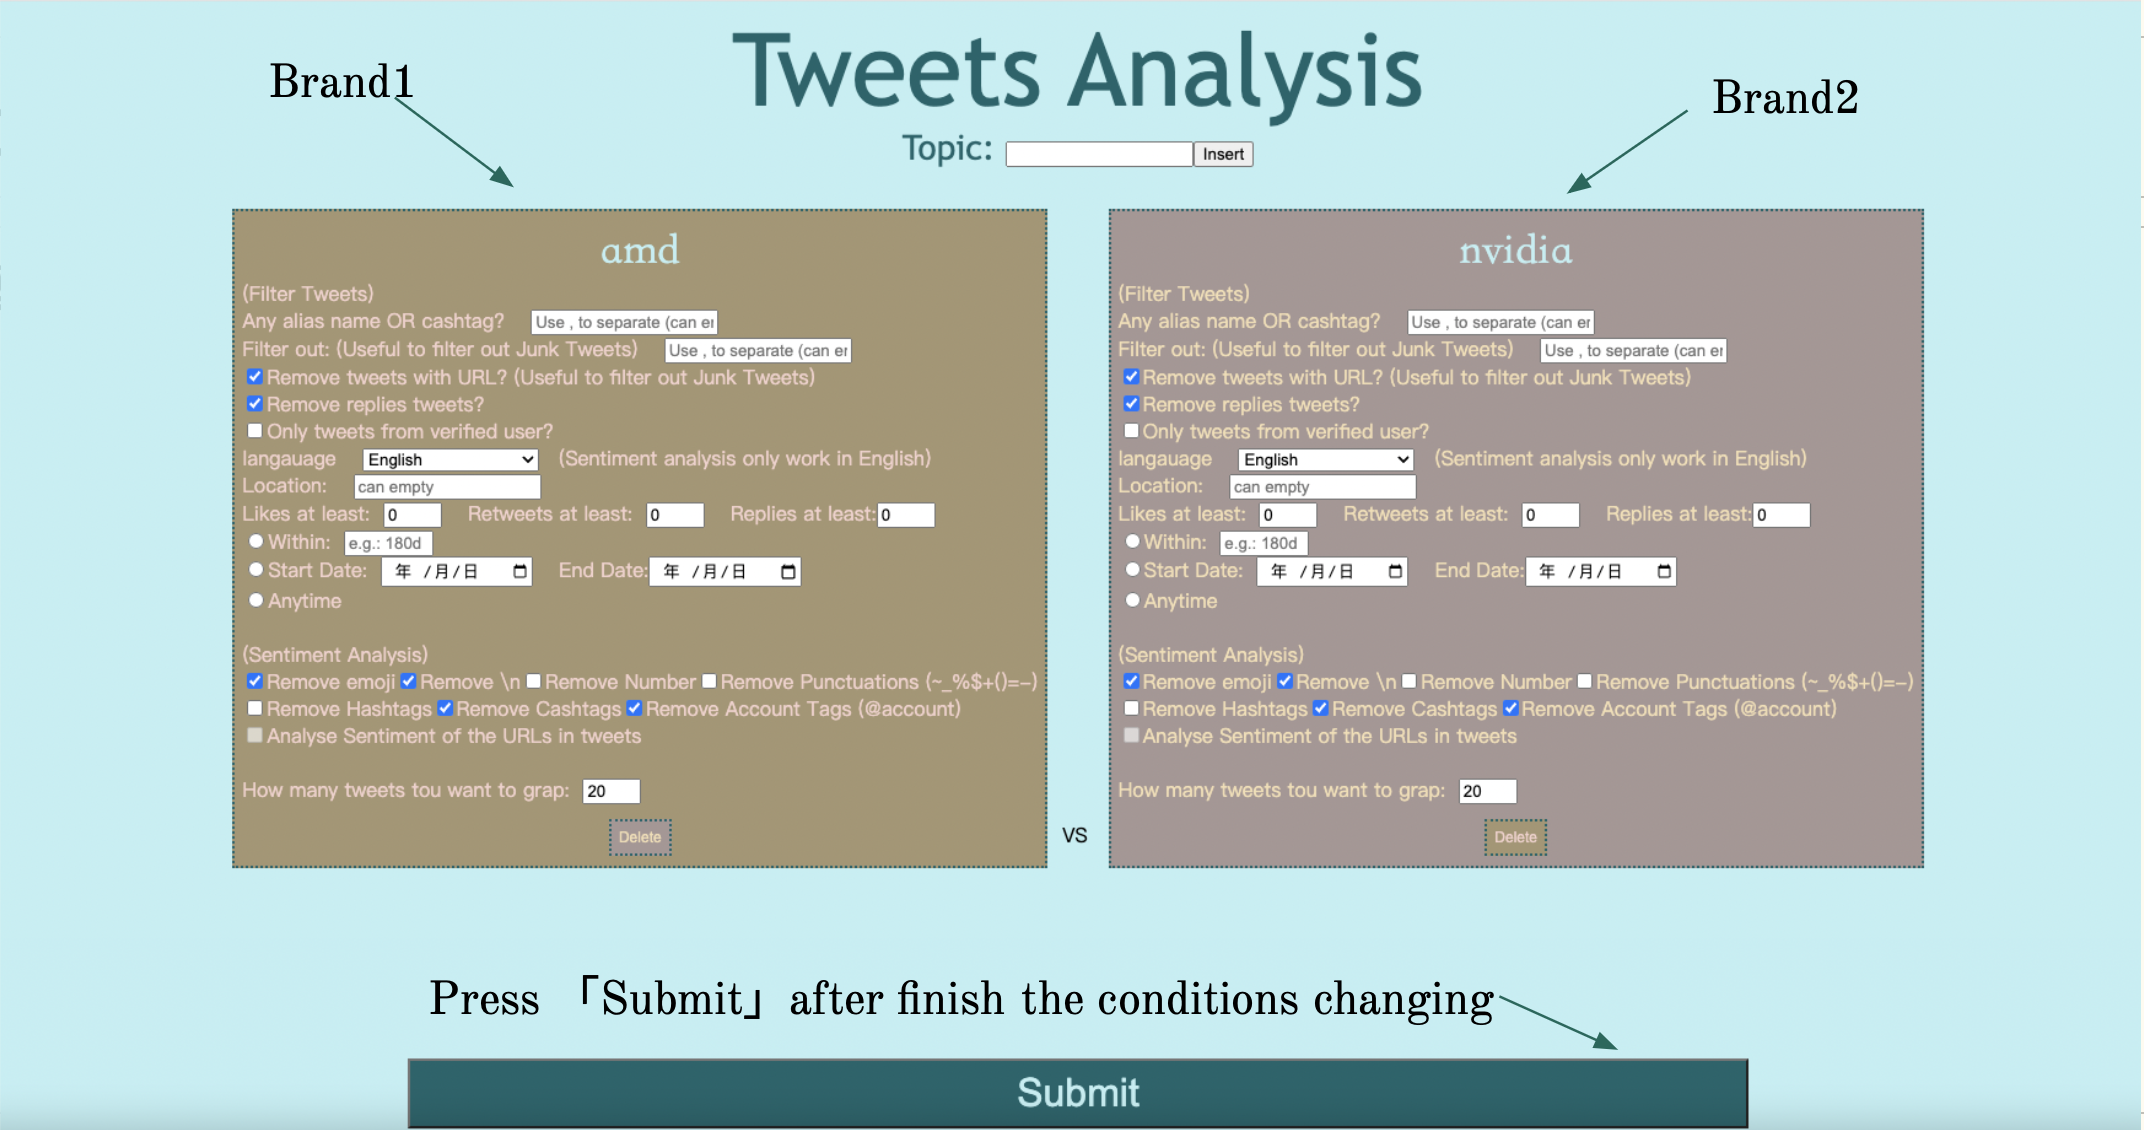 Tweets Analysis
Brand1
Brand2
Topic: Insert
amd
(Filter Tweets)
Any alias name OR cashtag? Use , to separate (can er
Filter out: (Useful to filter out Junk Tweets) Use , to separate (can er
Remove tweets with URL? (Useful to filter out Junk Tweets)
Remove replies tweets?
Only tweets from verified user?
langauage English (Sentiment analysis only work in English)
Location: can empty
Likes at least: 0 Retweets at least: 0 Replies at least: 0
Within: e.g.: 180d
Start Date: 年 /月/日 End Date: 年 /月/日
Anytime
(Sentiment Analysis)
Remove emoji Remove \n Remove Number Remove Punctuations (~_%$+()=-)
Remove Hashtags Remove Cashtags Remove Account Tags (@account)
Analyse Sentiment of the URLs in tweets
How many tweets tou want to grap: 20
Delete
VS
nvidia
(Filter Tweets)
Any alias name OR cashtag? Use , to separate (can er
Filter out: (Useful to filter out Junk Tweets) Use , to separate (can er
Remove tweets with URL? (Useful to filter out Junk Tweets)
Remove replies tweets?
Only tweets from verified user?
langauage English (Sentiment analysis only work in English)
Location: can empty
Likes at least: 0 Retweets at least: 0 Replies at least: 0
Within: e.g.: 180d
Start Date: 年 /月/日 End Date: 年 /月/日
Anytime
(Sentiment Analysis)
Remove emoji Remove \n Remove Number Remove Punctuations (~_%$+()=-)
Remove Hashtags Remove Cashtags Remove Account Tags (@account)
Analyse Sentiment of the URLs in tweets
How many tweets tou want to grap: 20
Delete
Press 「Submit」 after finish the conditions changing
Submit